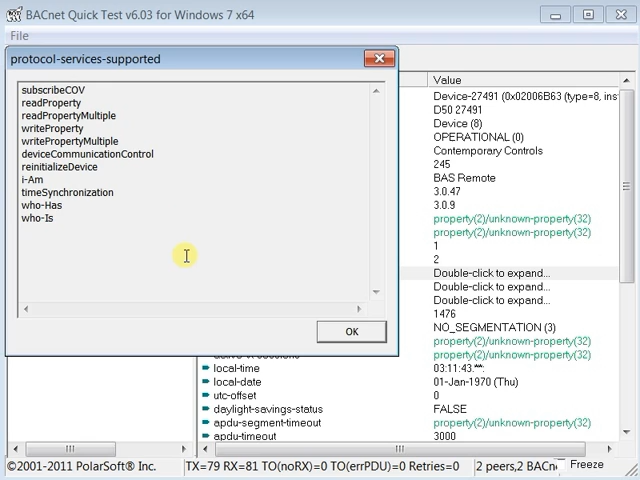 BACnet Quick Test v6.03 for Windows 7 x64
File
protocol-services-supported
subscribeCOV
readProperty
readPropertyMultiple
writeProperty
writePropertyMultiple
deviceCommunicationControl
reinitializeDevice
i-Am
timeSynchronization
who-Has
who-Is
OK
Value
Device-27491 (0x02006B63 (type=8, ins
D50 27491
Device (8)
OPERATIONAL (0)
Contemporary Controls
245
BAS Remote
3.0.47
3.0.9
property(2)/unknown-property(32)
property(2)/unknown-property(32)
1
2
Double-click to expand...
Double-click to expand...
Double-click to expand...
1476
NO_SEGMENTATION (3)
property(2)/unknown-property(32)
property(2)/unknown-property(32)
local-time 03:11:43.**:
local-date 01-Jan-1970 (Thu)
utc-offset 0
daylight-savings-status FALSE
apdu-segment-timeout property(2)/unknown-property(32)
apdu-timeout 3000
©2001-2011 PolarSoft® Inc. TX=79 RX=81 TO(noRX)=0 TO(errPDU)=0 Retries=0 2 peers,2 BACn Freeze